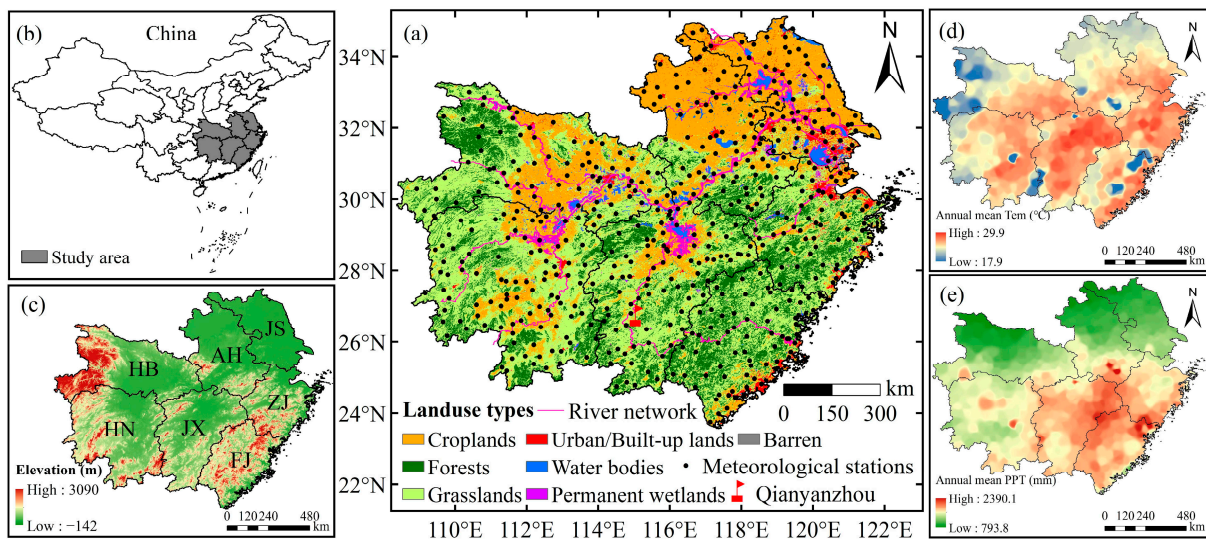 (b)
China
Study area
(c)
JS
AH
HB
ZJ
HN
JX
FJ
Elevation (m)
High : 3090
Low : −142
0 120 240 480
km
(a)
N
34°N
32°N
30°N
28°N
26°N
24°N
22°N
km
0 150 300
Landuse types
River network
Croplands
Urban/Built-up lands
Barren
Forests
Water bodies
Meteorological stations
Grasslands
Permanent wetlands
Qianyanzhou
110°E 112°E 114°E 116°E 118°E 120°E 122°E
(d)
N
Annual mean Tem (°C)
High : 29.9
Low : 17.9
0 120 240 480
km
(e)
N
Annual mean PPT (mm)
High : 2390.1
Low : 793.8
0 120 240 480
km